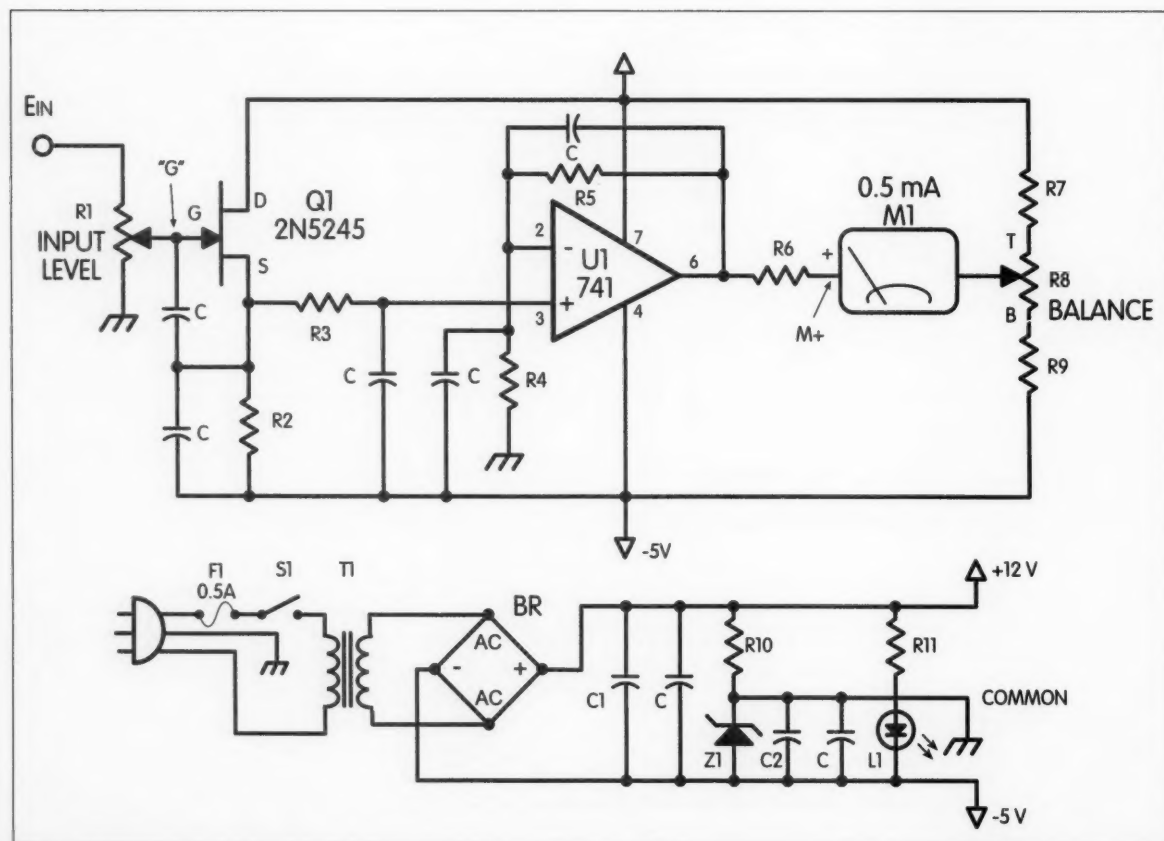 EIN
"G"
R1
INPUT
LEVEL
G
D
S
Q1
2N5245
C
C
R2
R3
C
C
R4
C
R5
2
-
U1
741
+
3
7
4
6
R6
+
M+
0.5 mA
M1
R7
T
R8
B
BALANCE
R9
-5V
F1
0.5A
S1
T1
BR
AC
-
+
AC
C1
C
R10
Z1
C2
C
R11
L1
+12 V
COMMON
-5 V